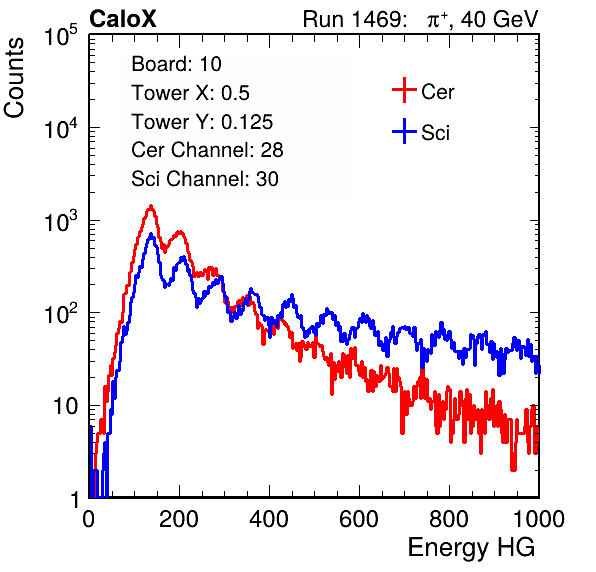 CaloX Run 1469: π⁺, 40 GeV
Counts
10⁵
10⁴
10³
10²
10
1
Board: 10
Tower X: 0.5
Tower Y: 0.125
Cer Channel: 28
Sci Channel: 30
Cer
Sci
0 200 400 600 800 1000
Energy HG